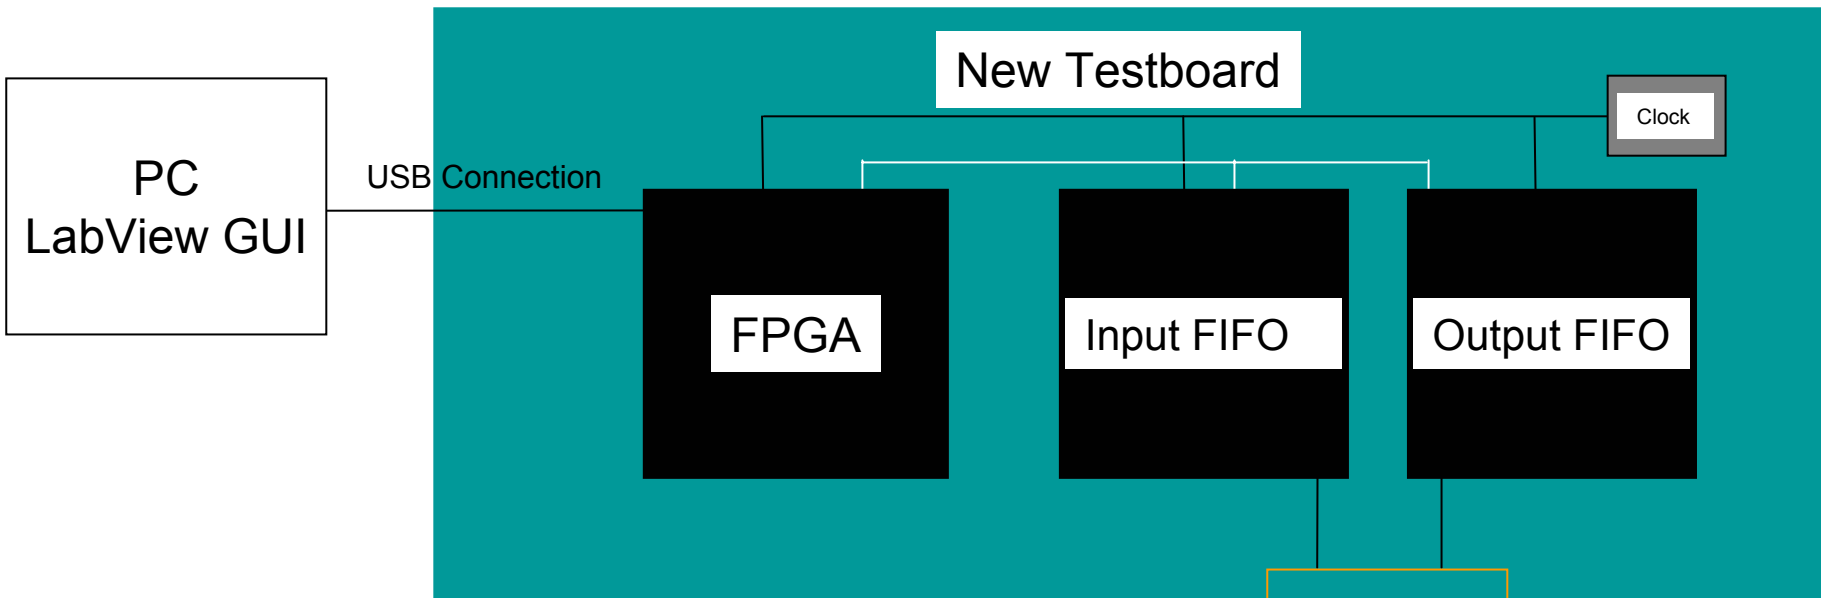 New Testboard
Clock
PC
LabView GUI
USB Connection
FPGA
Input FIFO
Output FIFO